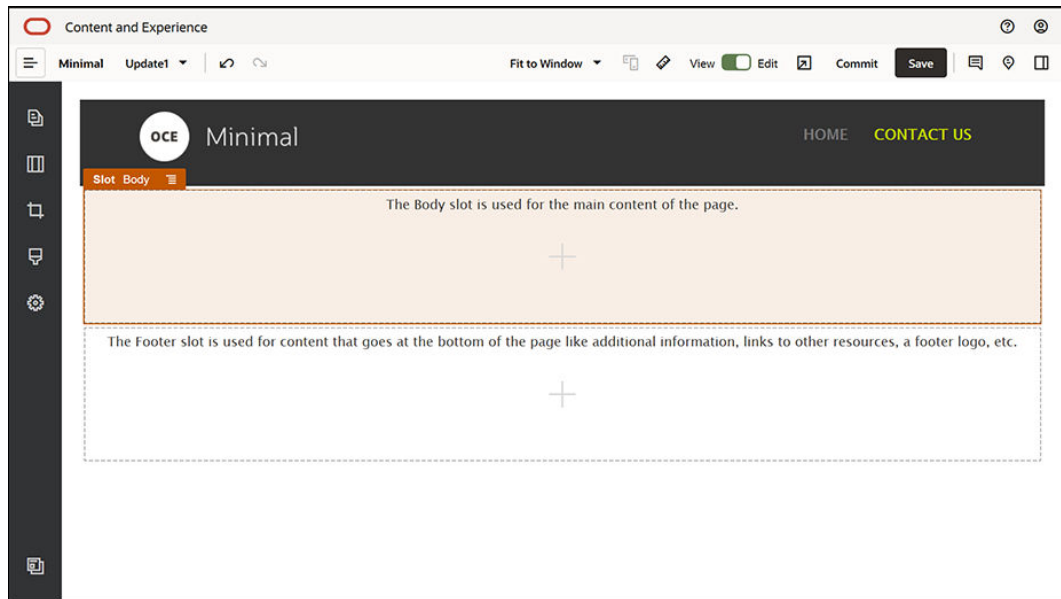 Content and Experience
Minimal Update1 Fit to Window View Edit Commit Save
OCE Minimal HOME CONTACT US
Slot Body
The Body slot is used for the main content of the page.
The Footer slot is used for content that goes at the bottom of the page like additional information, links to other resources, a footer logo, etc.